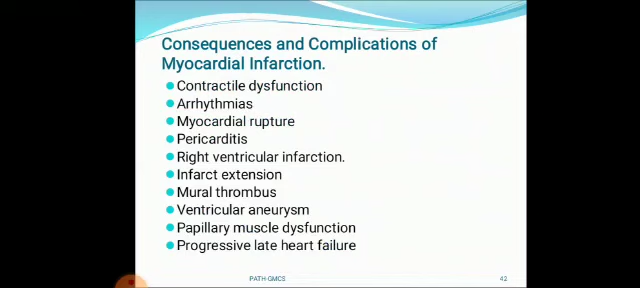 Consequences and Complications of
Myocardial Infarction.
Contractile dysfunction
Arrhythmias
Myocardial rupture
Pericarditis
Right ventricular infarction.
Infarct extension
Mural thrombus
Ventricular aneurysm
Papillary muscle dysfunction
Progressive late heart failure
PATH-GMCS 42